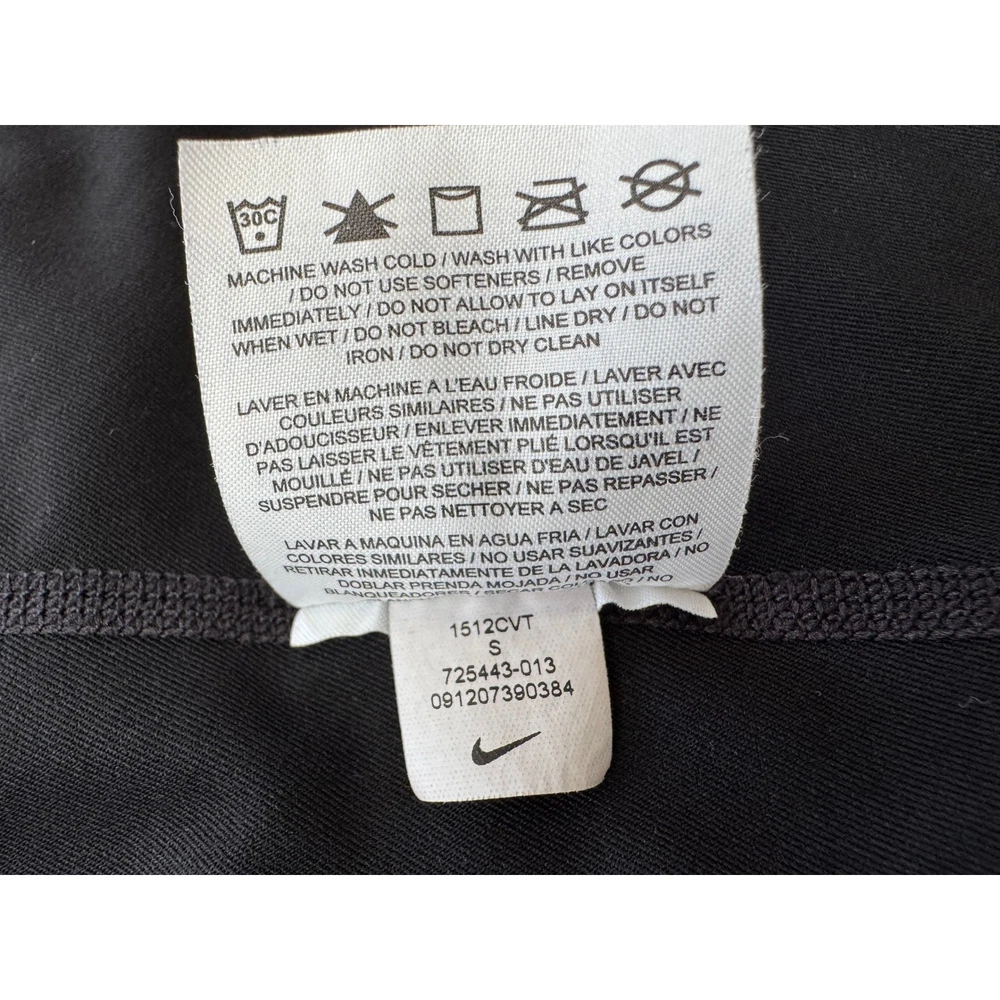 30C
MACHINE WASH COLD / WASH WITH LIKE COLORS
/ DO NOT USE SOFTENERS / REMOVE
IMMEDIATELY / DO NOT ALLOW TO LAY ON ITSELF
WHEN WET / DO NOT BLEACH / LINE DRY / DO NOT
IRON / DO NOT DRY CLEAN
LAVER EN MACHINE A L'EAU FROIDE / LAVER AVEC
COULEURS SIMILAIRES / NE PAS UTILISER
D'ADOUCISSEUR / ENLEVER IMMEDIATEMENT / NE
PAS LAISSER LE VÊTEMENT PLIÉ LORSQU'IL EST
MOUILLÉ / NE PAS UTILISER D'EAU DE JAVEL /
SUSPENDRE POUR SECHER / NE PAS REPASSER /
NE PAS NETTOYER A SEC
LAVAR A MAQUINA EN AGUA FRIA / LAVAR CON
COLORES SIMILARES / NO USAR SUAVIZANTES /
RETIRAR INMEDIATAMENTE DE LA LAVADORA / NO
DOBLAR PRENDA MOJADA / NO USAR
BLANQUEADORES / SECAR / NO
1512CVT
S
725443-013
091207390384